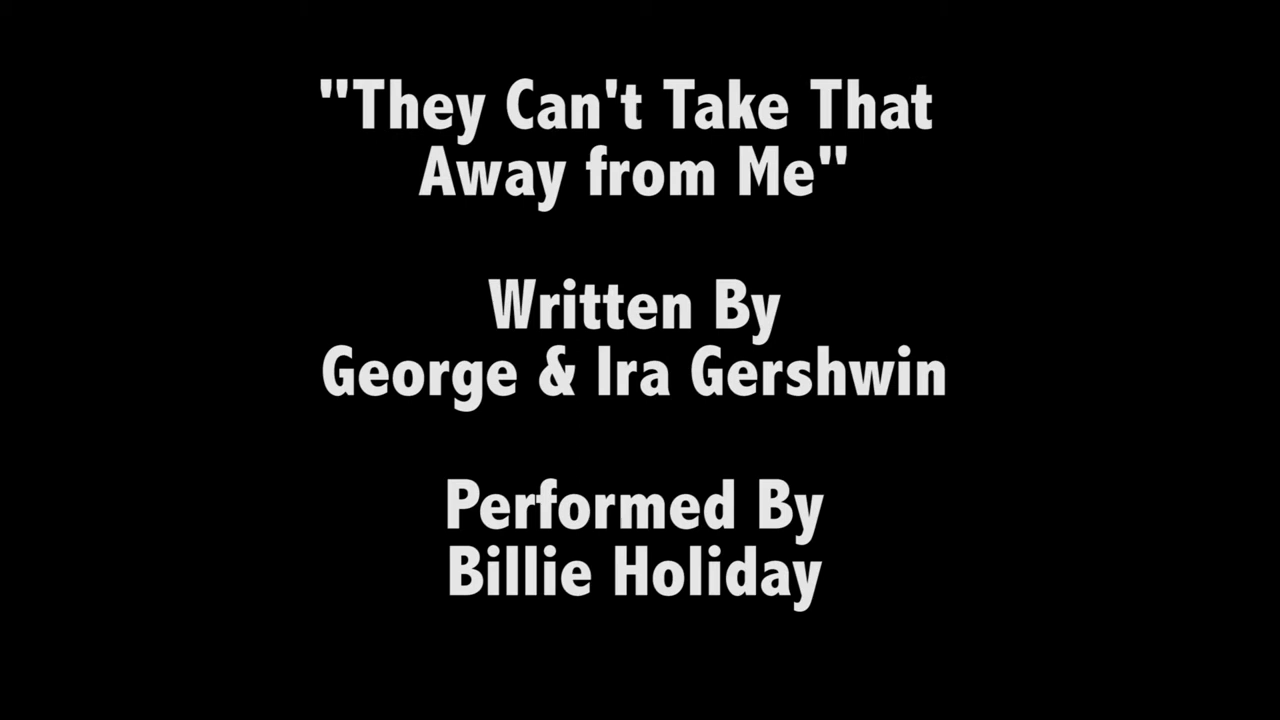 "They Can't Take That
Away from Me"
Written By
George & Ira Gershwin
Performed By
Billie Holiday